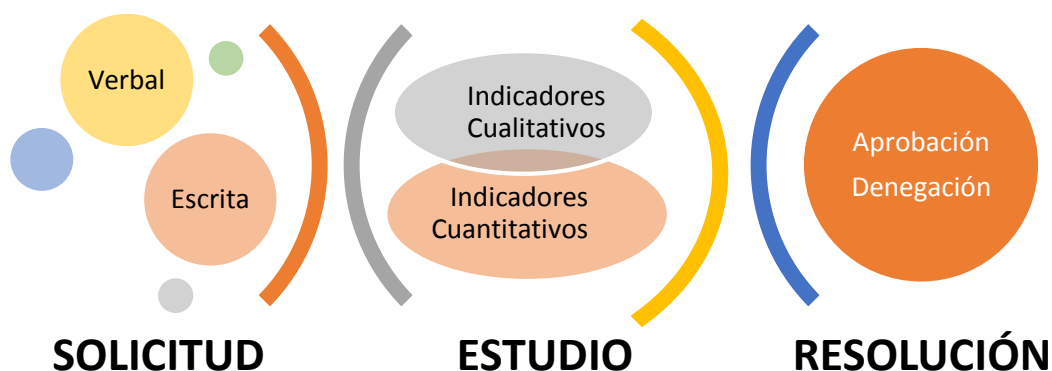 Verbal
Escrita
SOLICITUD
Indicadores
Cualitativos
Indicadores
Cuantitativos
ESTUDIO
Aprobación
Denegación
RESOLUCIÓN